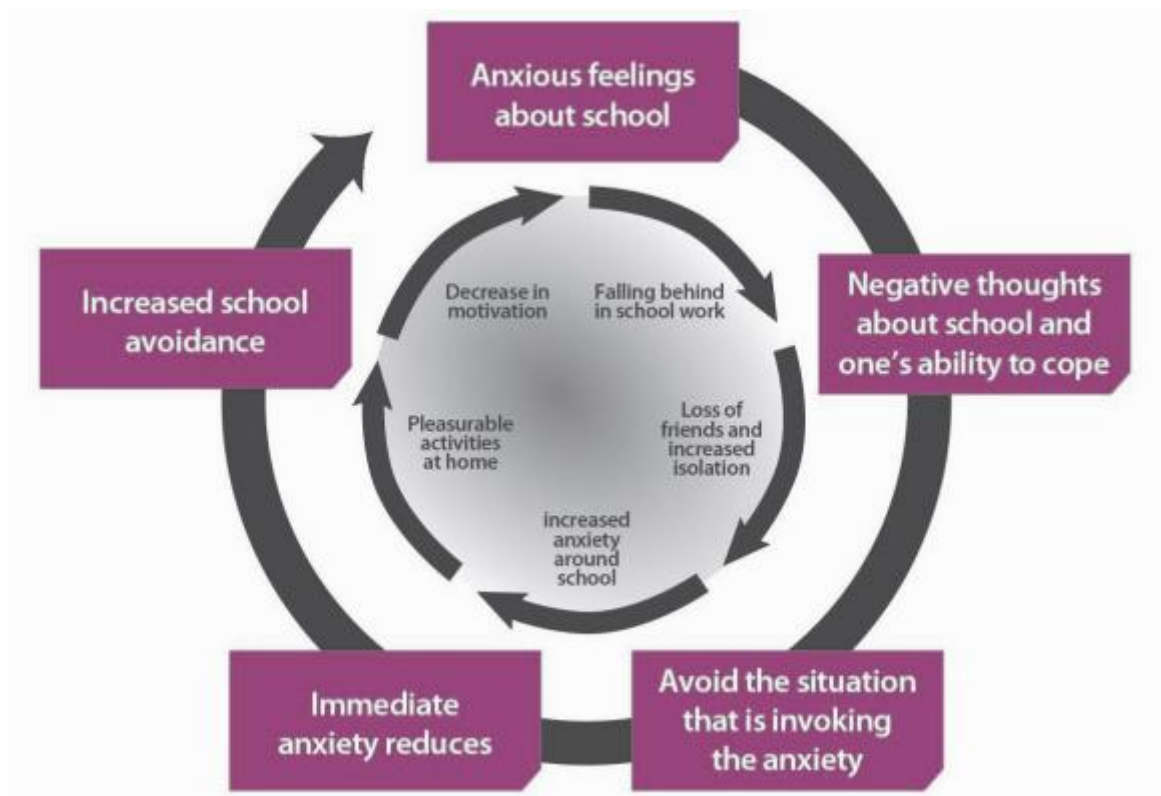 Anxious feelings
about school
Negative thoughts
about school and
one's ability to cope
Avoid the situation
that is invoking
the anxiety
Immediate
anxiety reduces
Increased school
avoidance
Falling behind
in school work
Loss of
friends and
increased
isolation
increased
anxiety
around
school
Pleasurable
activities
at home
Decrease in
motivation